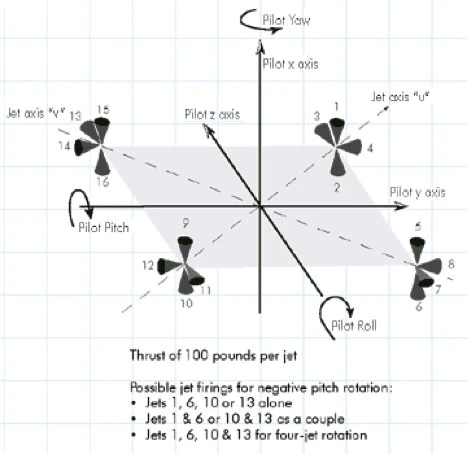 Pilot Yaw
Pilot x axis
Jet axis "u"
Jet axis "v"
13
15
3
1
Pilot z axis
14
4
16
2
Pilot y axis
Pilot Pitch
9
5
12
8
11
7
10
6
Pilot Roll
Thrust of 100 pounds per jet
Possible jet firings for negative pitch rotation:
• Jets 1, 6, 10 or 13 alone
• Jets 1 & 6 or 10 & 13 as a couple
• Jets 1, 6, 10 & 13 for four-jet rotation